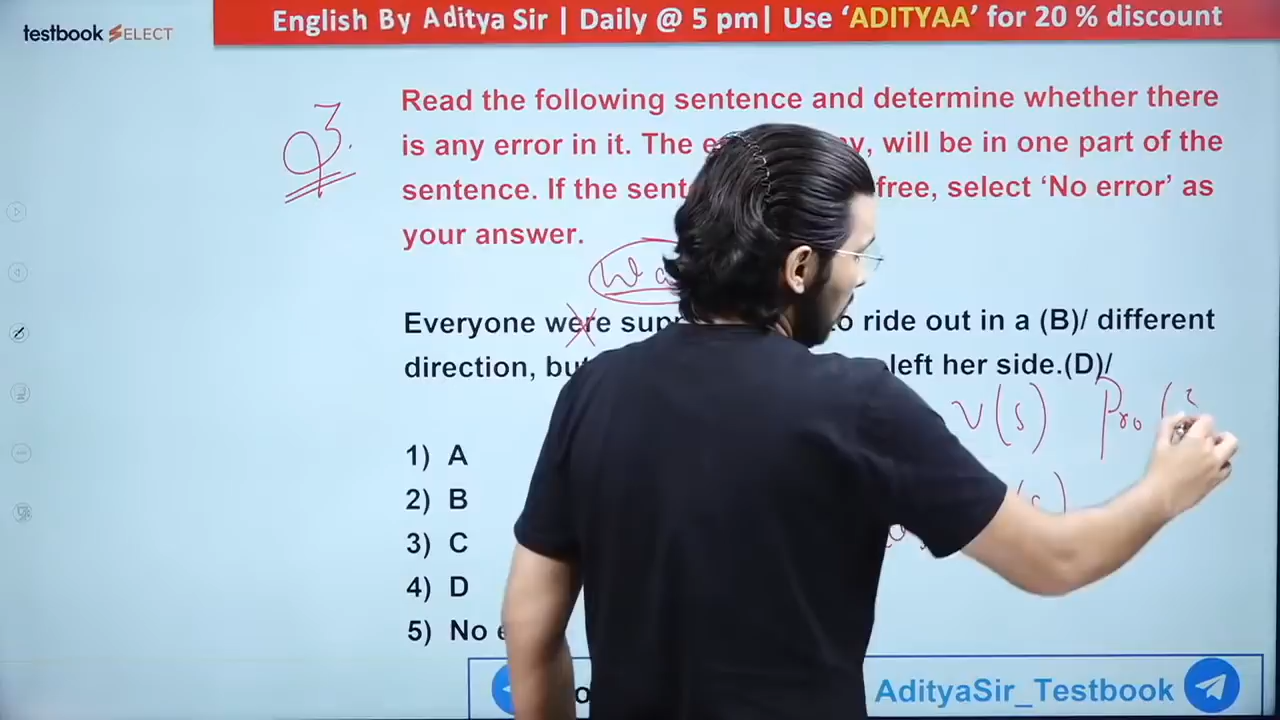 testbook SELECT
English By Aditya Sir | Daily @ 5 pm| Use ‘ADITYAA’ for 20 % discount
Q3.
Read the following sentence and determine whether there
is any error in it. The will be in one part of the
sentence. If the free, select ‘No error’ as
your answer.
Everyone were ride out in a (B)/ different
direction, left her side.(D)/
V(s) Pro
1) A
2) B
3) C
4) D
5) No
AdityaSir_Testbook